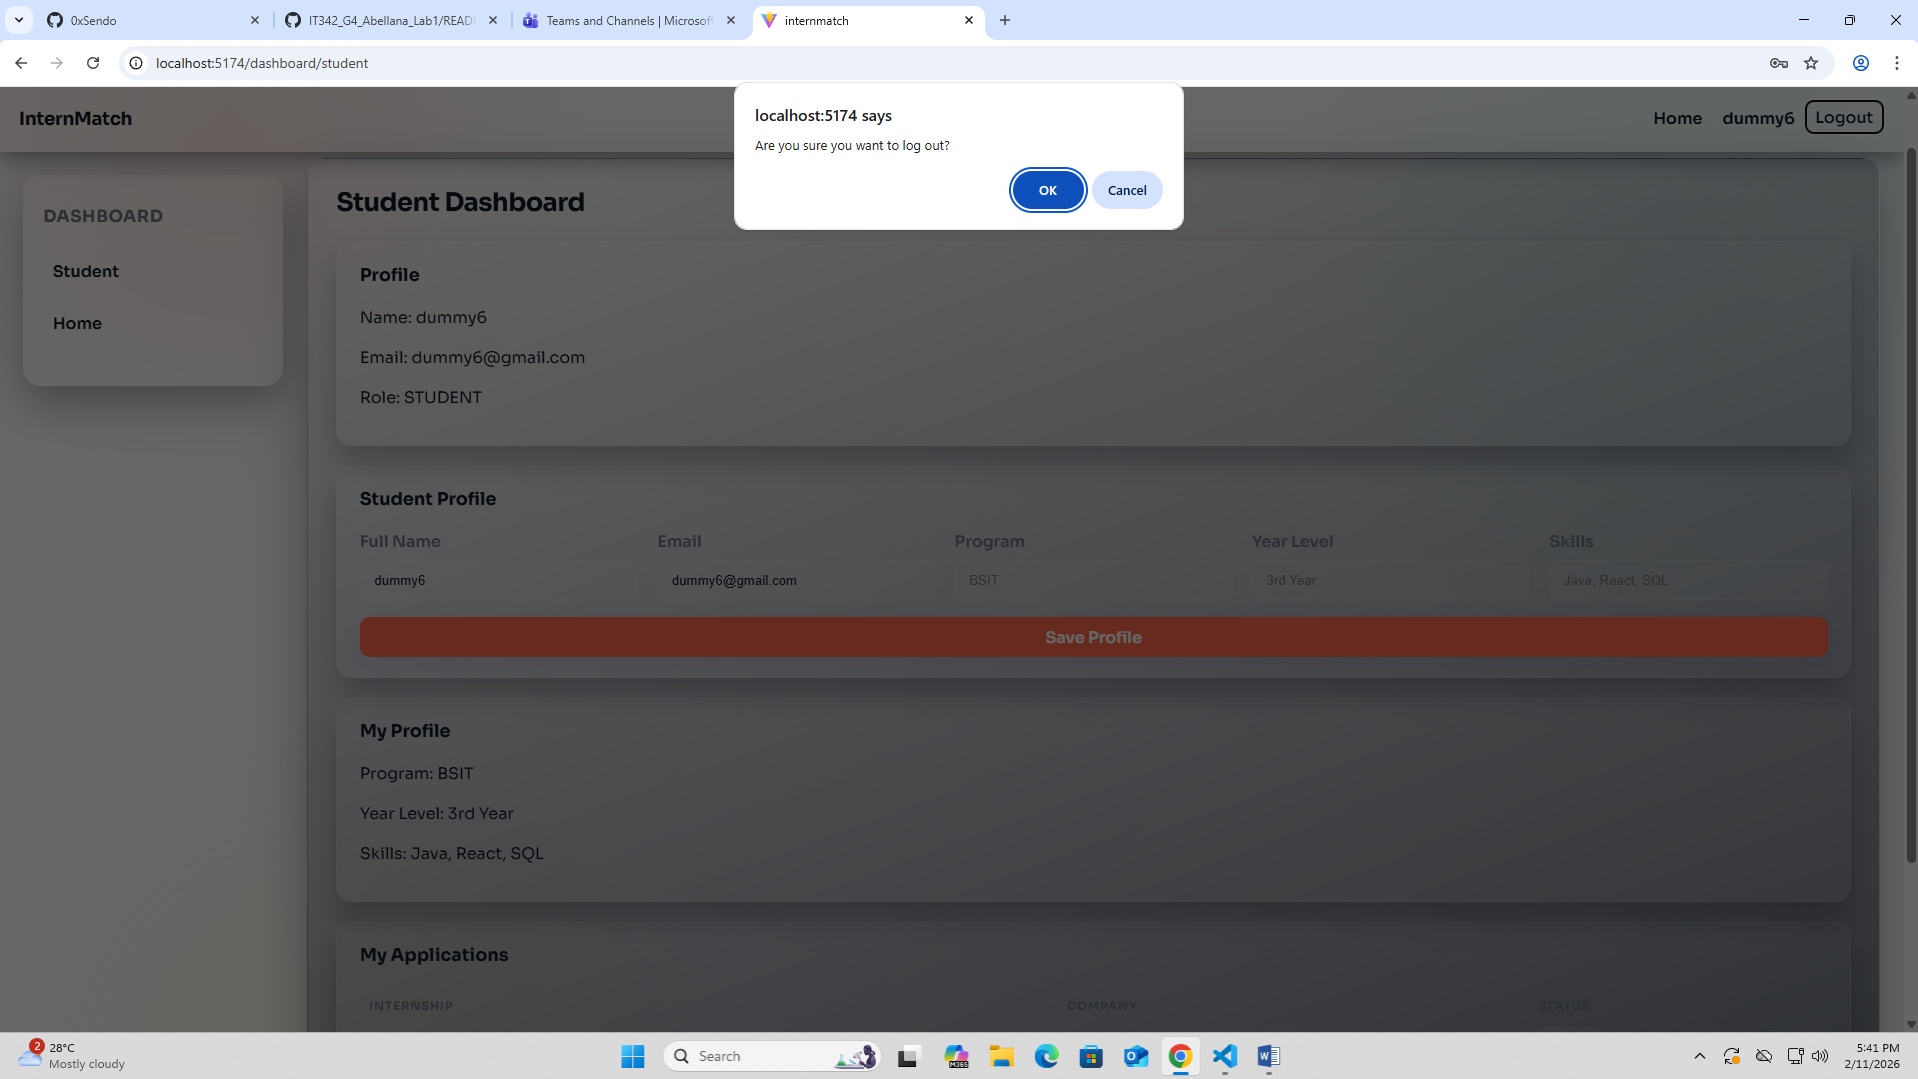 0xSendo
IT342_G4_Abellana_Lab1/READ
Teams and Channels | Microsoft
internmatch
localhost:5174/dashboard/student
InternMatch
Home
dummy6
Logout
localhost:5174 says
Are you sure you want to log out?
OK
Cancel
DASHBOARD
Student
Home
Student Dashboard
Profile
Name: dummy6
Email: dummy6@gmail.com
Role: STUDENT
Student Profile
Full Name Email Program Year Level Skills
dummy6 dummy6@gmail.com BSIT 3rd Year Java, React, SQL
Save Profile
My Profile
Program: BSIT
Year Level: 3rd Year
Skills: Java, React, SQL
My Applications
INTERNSHIP COMPANY STATUS
2
28°C
Mostly cloudy
Search
M365
5:41 PM
2/11/2026